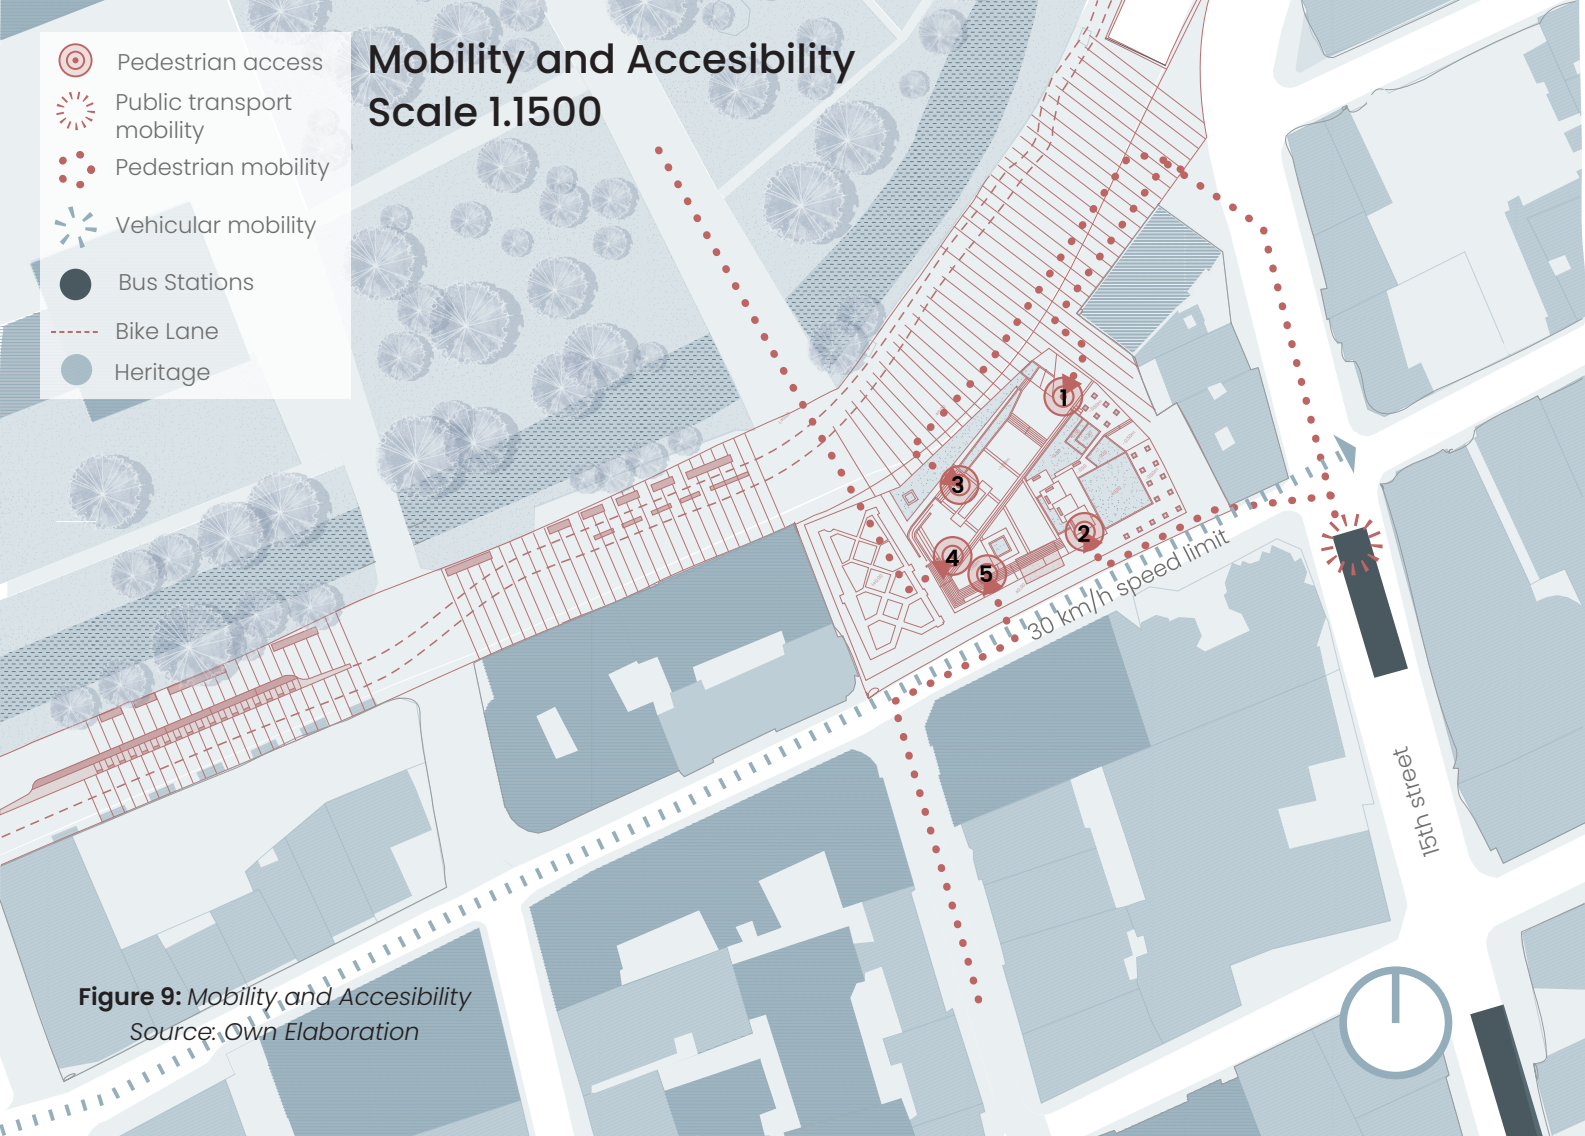 Mobility and Accesibility
Scale 1.1500
Pedestrian access
Public transport
mobility
Pedestrian mobility
Vehicular mobility
Bus Stations
Bike Lane
Heritage
1
3
2
4
5
30 km/h speed limit
15th street
Figure 9: Mobility and Accesibility
Source: Own Elaboration